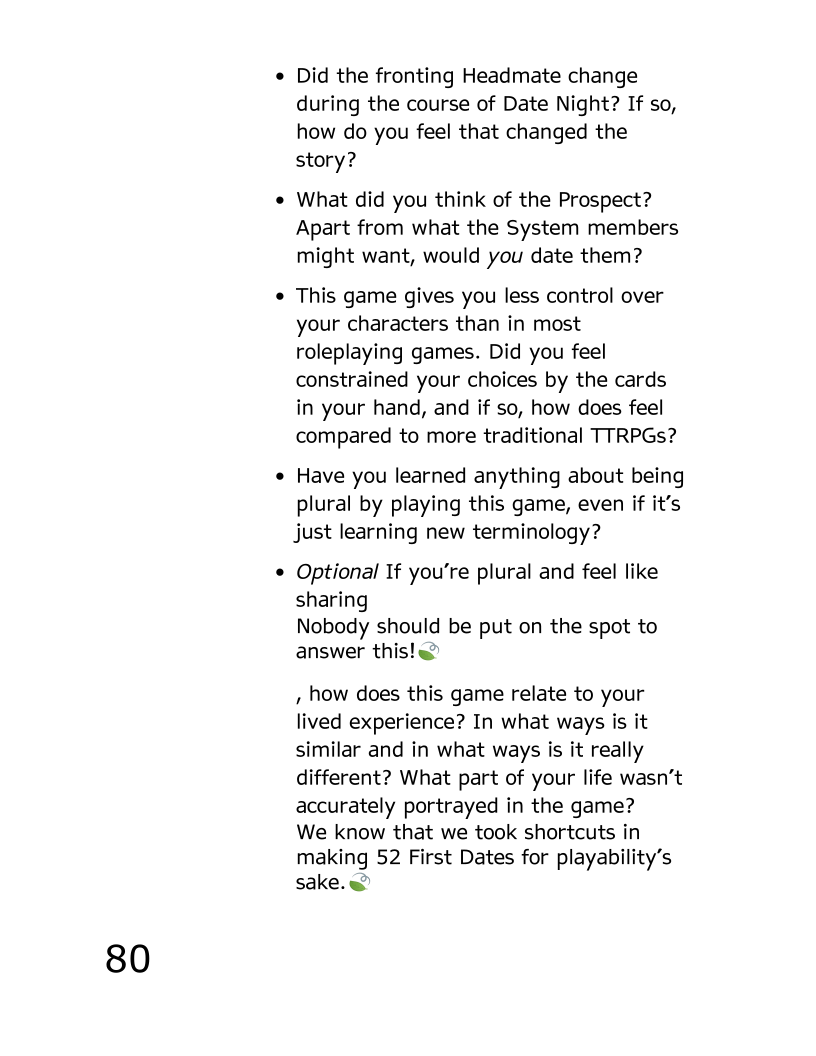 • Did the fronting Headmate change
during the course of Date Night? If so,
how do you feel that changed the
story?
• What did you think of the Prospect?
Apart from what the System members
might want, would you date them?
• This game gives you less control over
your characters than in most
roleplaying games. Did you feel
constrained your choices by the cards
in your hand, and if so, how does feel
compared to more traditional TTRPGs?
• Have you learned anything about being
plural by playing this game, even if it’s
just learning new terminology?
• Optional If you’re plural and feel like
sharing
Nobody should be put on the spot to
answer this!
, how does this game relate to your
lived experience? In what ways is it
similar and in what ways is it really
different? What part of your life wasn’t
accurately portrayed in the game?
We know that we took shortcuts in
making 52 First Dates for playability’s
sake.
80